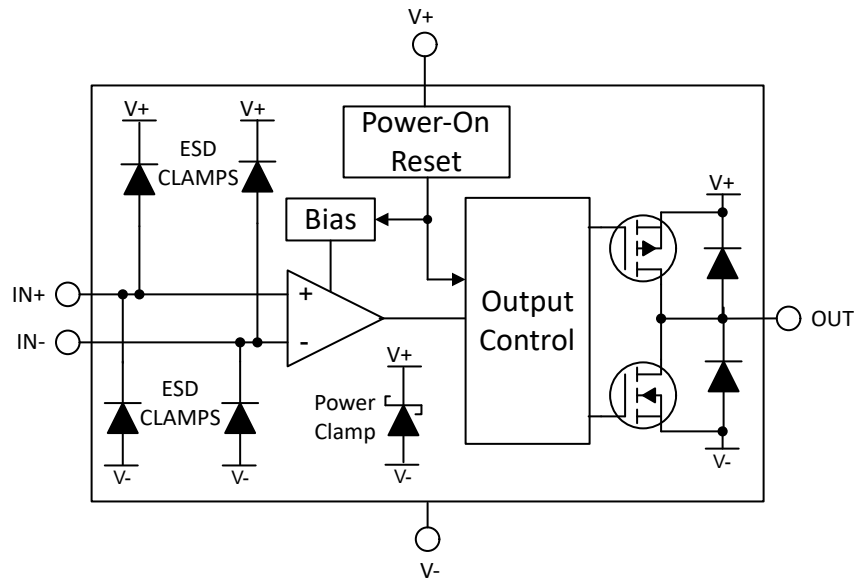 V+
V+
V+
ESD
CLAMPS
Power-On
Reset
V+
Bias
IN+
+
IN-
-
Output
Control
OUT
V+
ESD
CLAMPS
Power
Clamp
V-
V-
V-
V-
V-